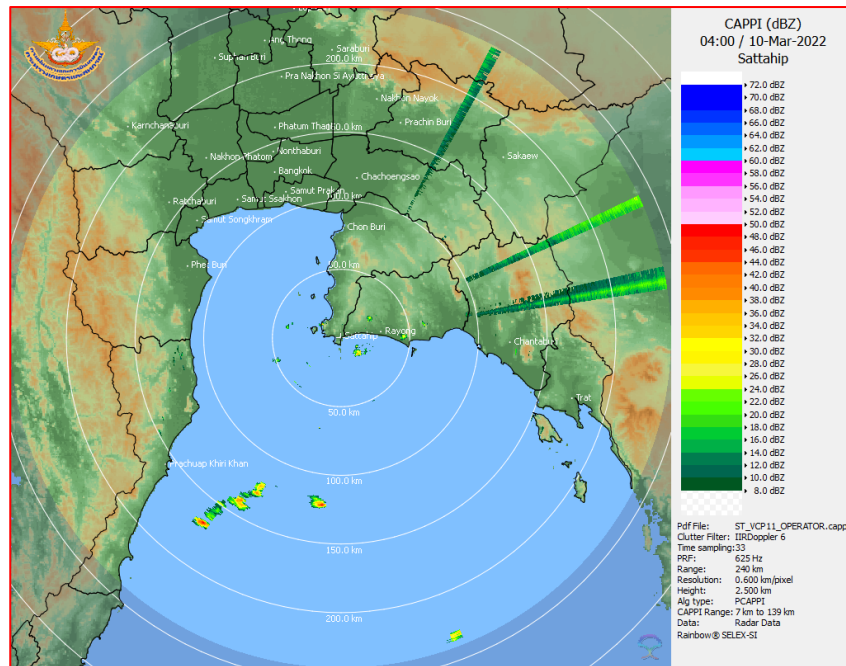 CAPPI (dBZ)
04:00 / 10-Mar-2022
Sattahip
72.0 dBZ
70.0 dBZ
68.0 dBZ
66.0 dBZ
64.0 dBZ
62.0 dBZ
60.0 dBZ
58.0 dBZ
56.0 dBZ
54.0 dBZ
52.0 dBZ
50.0 dBZ
48.0 dBZ
46.0 dBZ
44.0 dBZ
42.0 dBZ
40.0 dBZ
38.0 dBZ
36.0 dBZ
34.0 dBZ
32.0 dBZ
30.0 dBZ
28.0 dBZ
26.0 dBZ
24.0 dBZ
22.0 dBZ
20.0 dBZ
18.0 dBZ
16.0 dBZ
14.0 dBZ
12.0 dBZ
10.0 dBZ
8.0 dBZ
Pdf File: ST_VCP11_OPERATOR.capp
Clutter Filter: IIRDoppler 6
Time sampling: 33
PRF: 625 Hz
Range: 240 km
Resolution: 0.600 km/pixel
Height: 2.500 km
Alg type: PCAPPI
CAPPI Range: 7 km to 139 km
Data: Radar Data
Rainbow® SELEX-SI
Ang Thong
Saraburi
Suphan Buri
200.0 km
Pra Nakhon Si Ayutthaya
Nakhon Nayok
Karnchanaburi
Prachin Buri
Nonthaburi
Nakhon Phatom
Sakaew
Bangkok
Chachoengsao
Samut Prakan
Ratchaburi
Samut Ssakhon
Samut Songkhram
Chon Buri
Phet Buri
Sattahip
Rayong
Chantaburi
Trat
50.0 km
Prachuap Khiri Khan
100.0 km
150.0 km
200.0 km